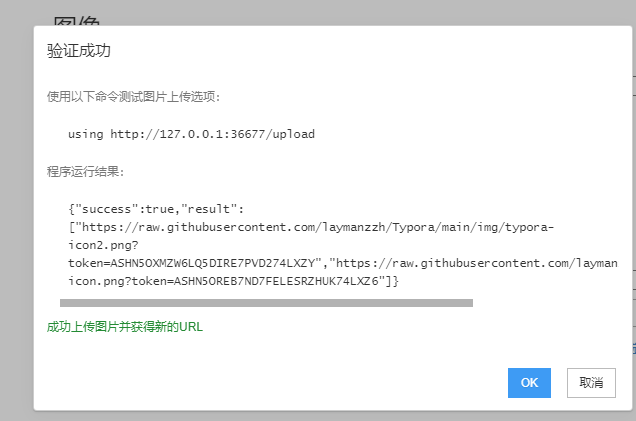 图像
验证成功
使用以下命令测试图片上传选项:
using http://127.0.0.1:36677/upload
程序运行结果:
{"success":true,"result":
["https://raw.githubusercontent.com/laymanzzh/Typora/main/img/typora-
icon2.png?
token=ASHN5OXMZW6LQ5DIRE7PVD274LXZY","https://raw.githubusercontent.com/layman
icon.png?token=ASHN5OREB7ND7FELESRZHUK74LXZ6"]}
成功上传图片并获得新的URL
OK
取消